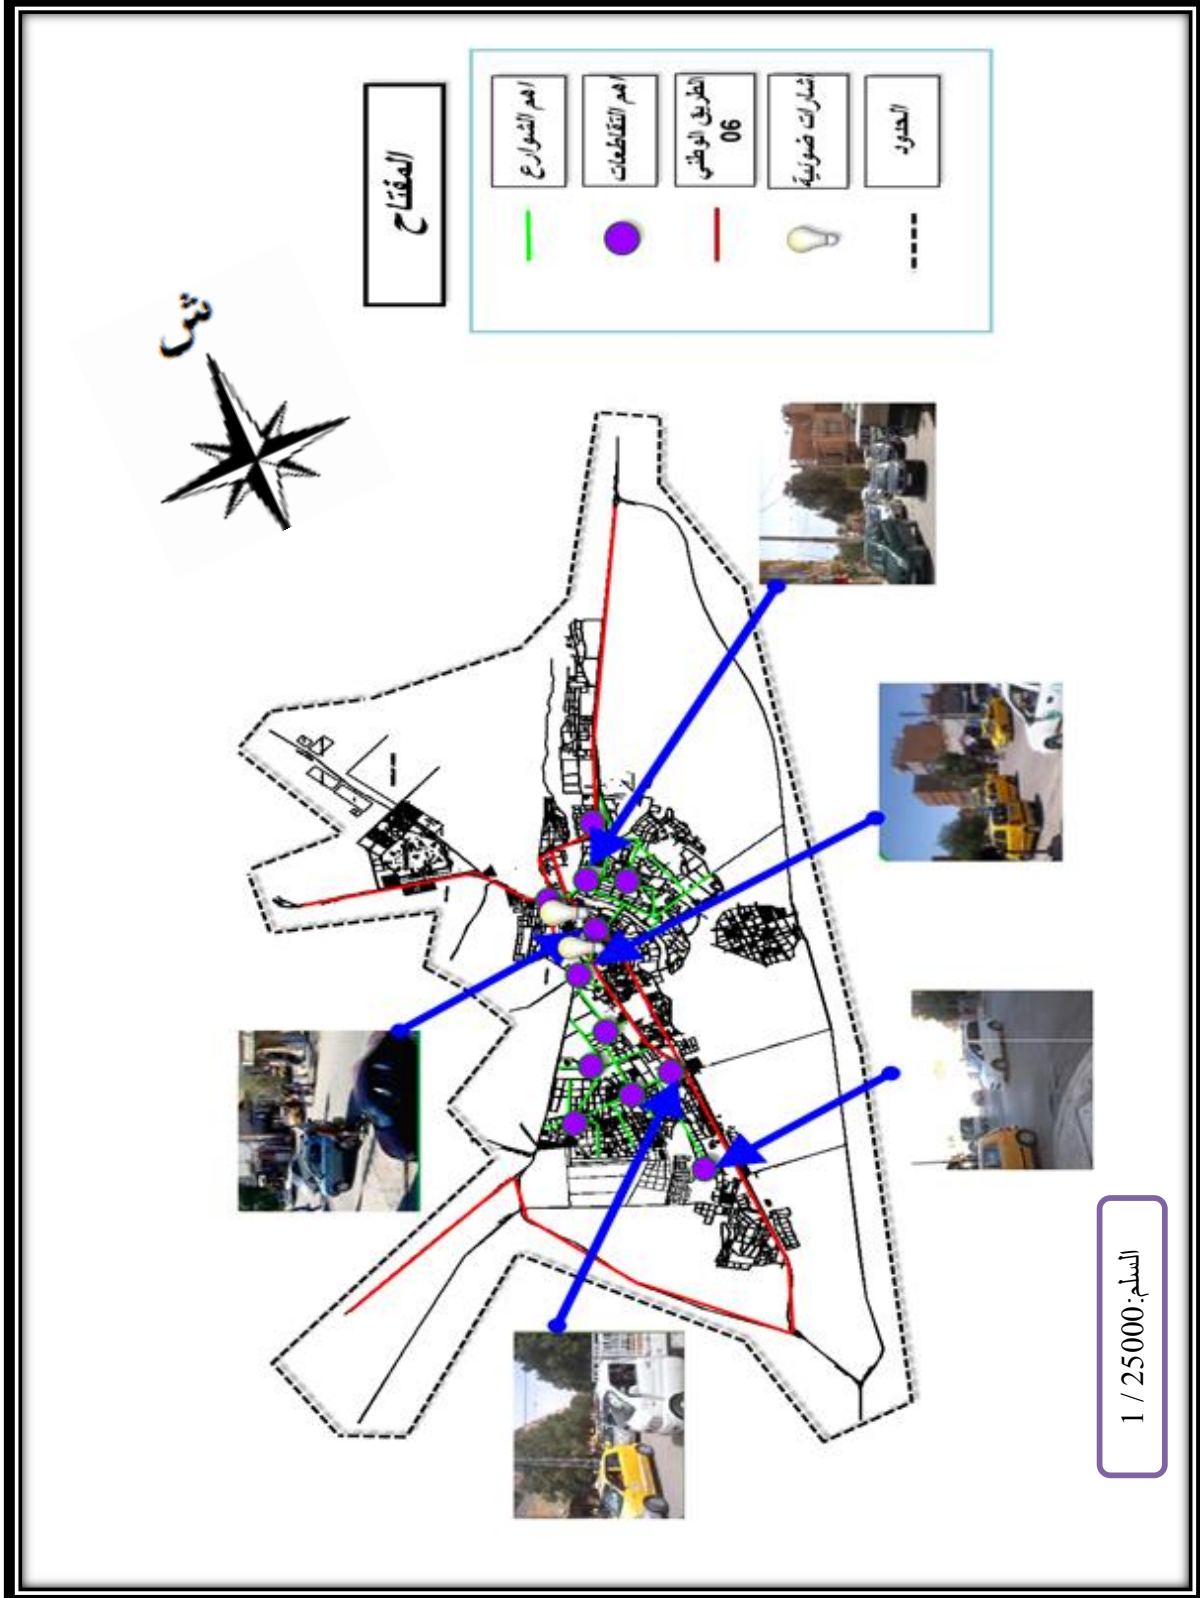 المفتاح
اهم الشوارع
اهم التقاطعات
الطريق الوطني
06
اشارات ضوئية
الحدود
ش
السلم:25000 / 1